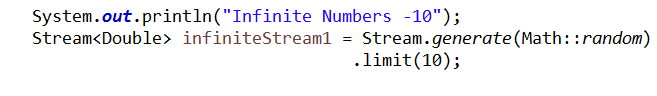 System.out.println("Infinite Numbers -10");
Stream<Double> infiniteStream1 = Stream.generate(Math::random)
.limit(10);